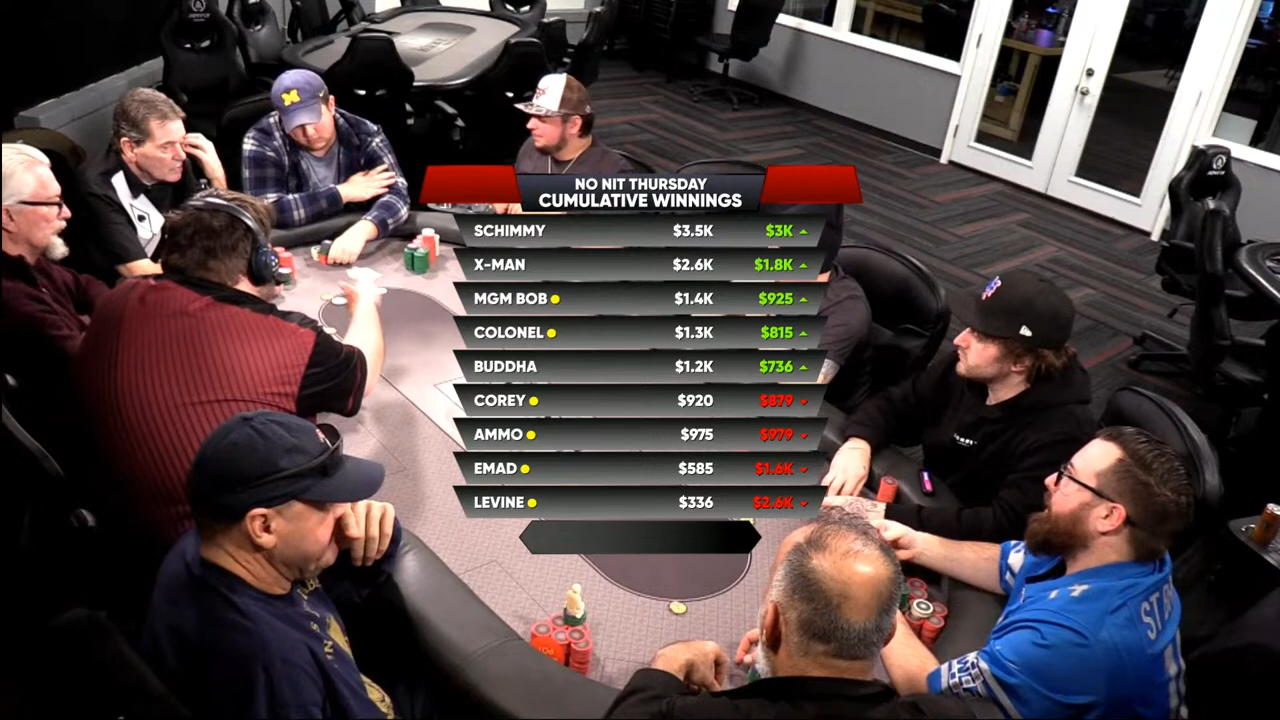 NO NIT THURSDAY
CUMULATIVE WINNINGS
SCHIMMY $3.5K $3K
X-MAN $2.6K $1.8K
MGM BOB $1.4K $925
COLONEL $1.3K $815
BUDDHA $1.2K $736
COREY $920 $879
AMMO $975 $979
EMAD $585 $1.6K
LEVINE $336 $2.6K
M